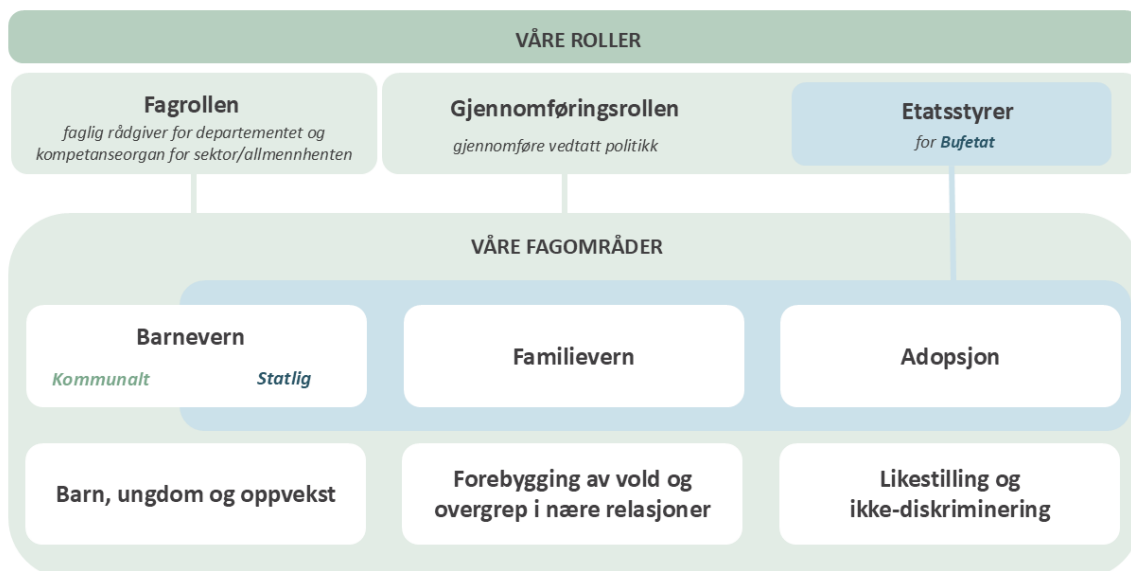 VÅRE ROLLER
Fagrollen
faglig rådgiver for departementet og
kompetanseorgan for sektor/allmennhenten
Gjennomføringsrollen
gjennomføre vedtatt politikk
Etatsstyrer
for Bufetat
VÅRE FAGOMRÅDER
Barnevern
Kommunalt Statlig
Familievern
Adopsjon
Barn, ungdom og oppvekst
Forebygging av vold og
overgrep i nære relasjoner
Likestilling og
ikke-diskriminering